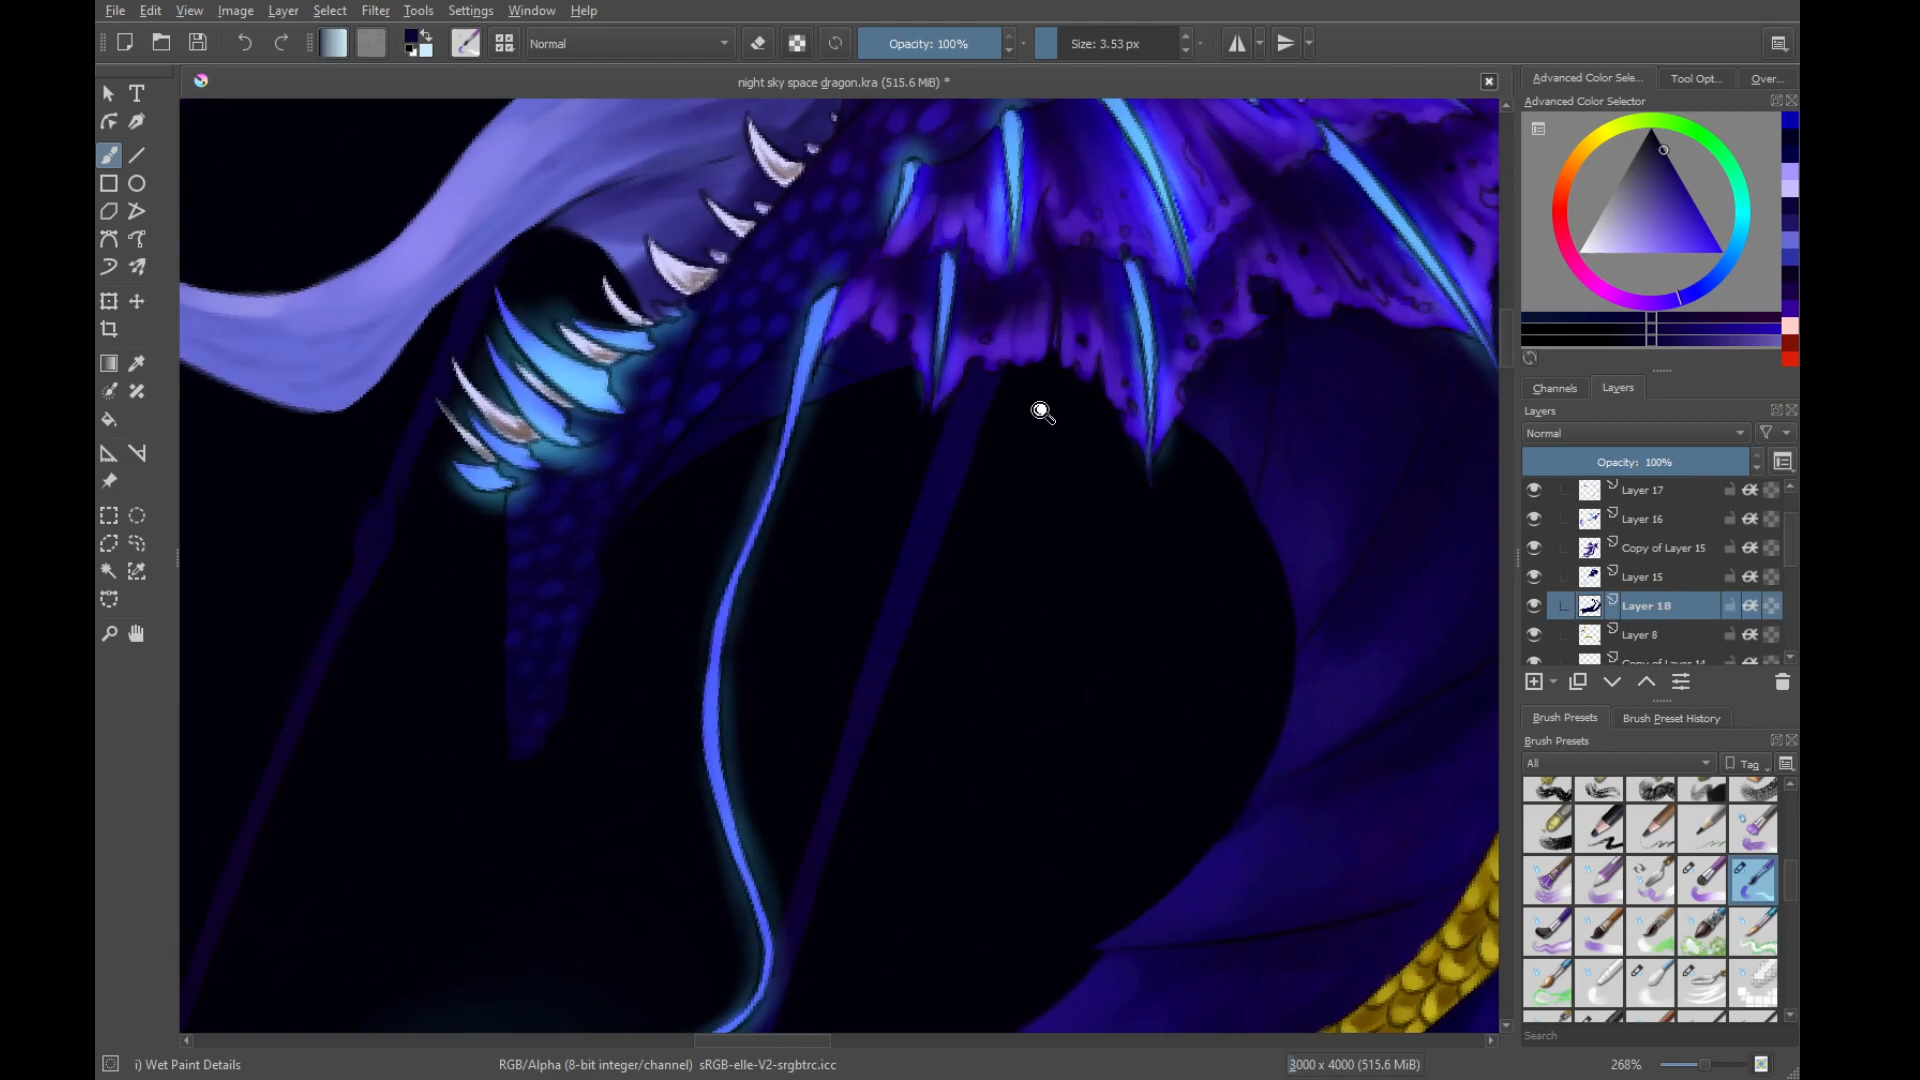 File Edit View Image Layer Select Filter Tools Settings Window Help
Normal
Opacity: 100%
Size: 3.53 px
night sky space dragon.kra (515.6 MiB) *
Advanced Color Sele... Tool Opt... Over...
Advanced Color Selector
Channels Layers
Layers
Normal
Opacity: 100%
Layer 17
Layer 16
Copy of Layer 15
Layer 15
Layer 18
Layer 8
Copy of Layer 14
Brush Presets Brush Preset History
Brush Presets
All
Tag
Search
i) Wet Paint Details
RGB/Alpha (8-bit integer/channel) sRGB-elle-V2-srgbtrc.icc
3000 x 4000 (515.6 MiB)
268%